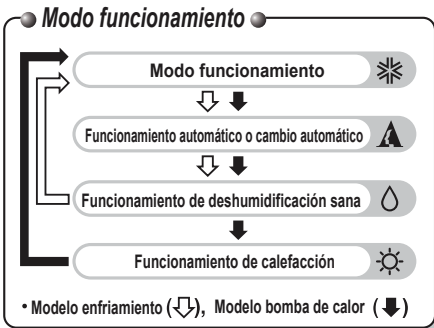 Modo funcionamiento
Modo funcionamiento
Funcionamiento automático o cambio automático
Funcionamiento de deshumidificación sana
Funcionamiento de calefacción
• Modelo enfriamiento (⇩), Modelo bomba de calor (⬇)